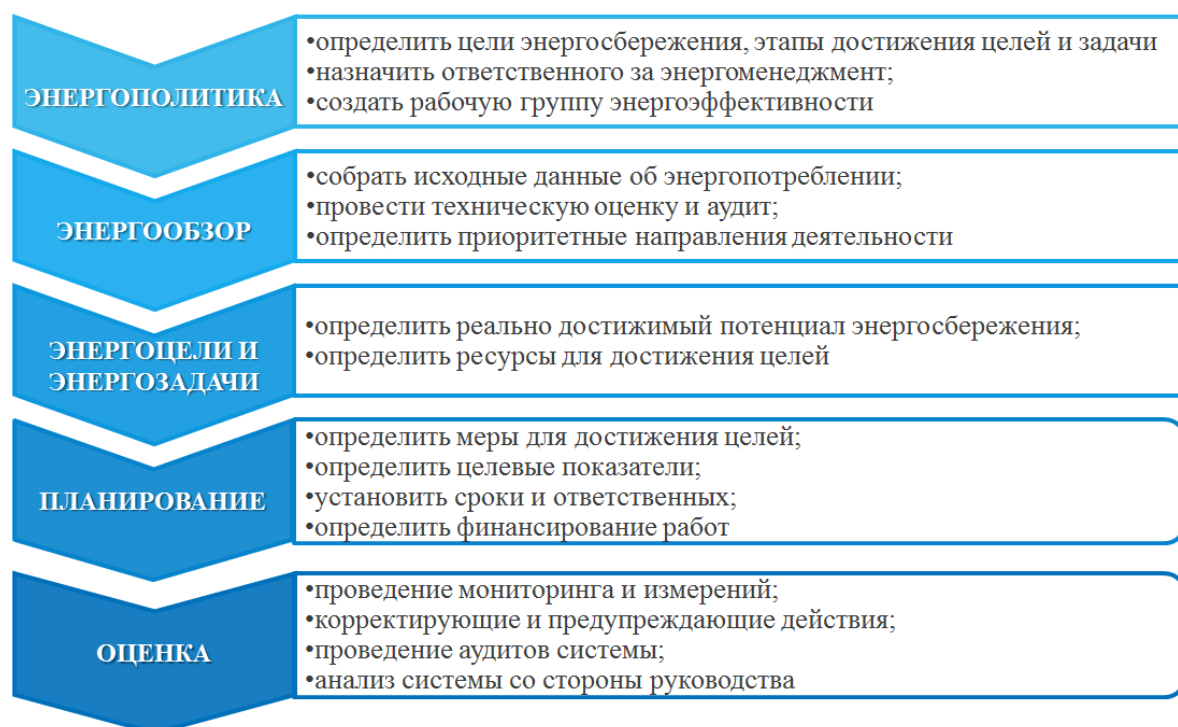 ЭНЕРГОПОЛИТИКА
•определить цели энергосбережения, этапы достижения целей и задачи
•назначить ответственного за энергоменеджмент;
•создать рабочую группу энергоэффективности
ЭНЕРГООБЗОР
•собрать исходные данные об энергопотреблении;
•провести техническую оценку и аудит;
•определить приоритетные направления деятельности
ЭНЕРГОЦЕЛИ И
ЭНЕРГОЗАДАЧИ
•определить реально достижимый потенциал энергосбережения;
•определить ресурсы для достижения целей
ПЛАНИРОВАНИЕ
•определить меры для достижения целей;
•определить целевые показатели;
•установить сроки и ответственных;
•определить финансирование работ
ОЦЕНКА
•проведение мониторинга и измерений;
•корректирующие и предупреждающие действия;
•проведение аудитов системы;
•анализ системы со стороны руководства